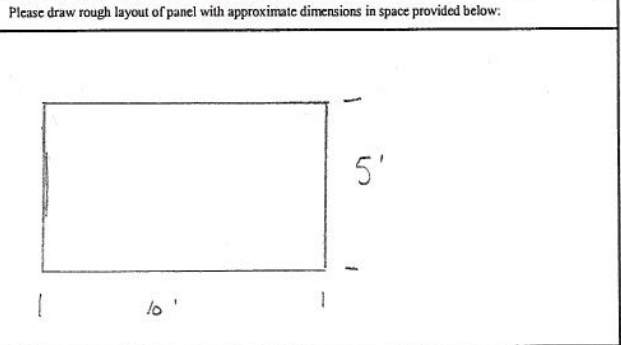 Please draw rough layout of panel with approximate dimensions in space provided below:
5'
10'